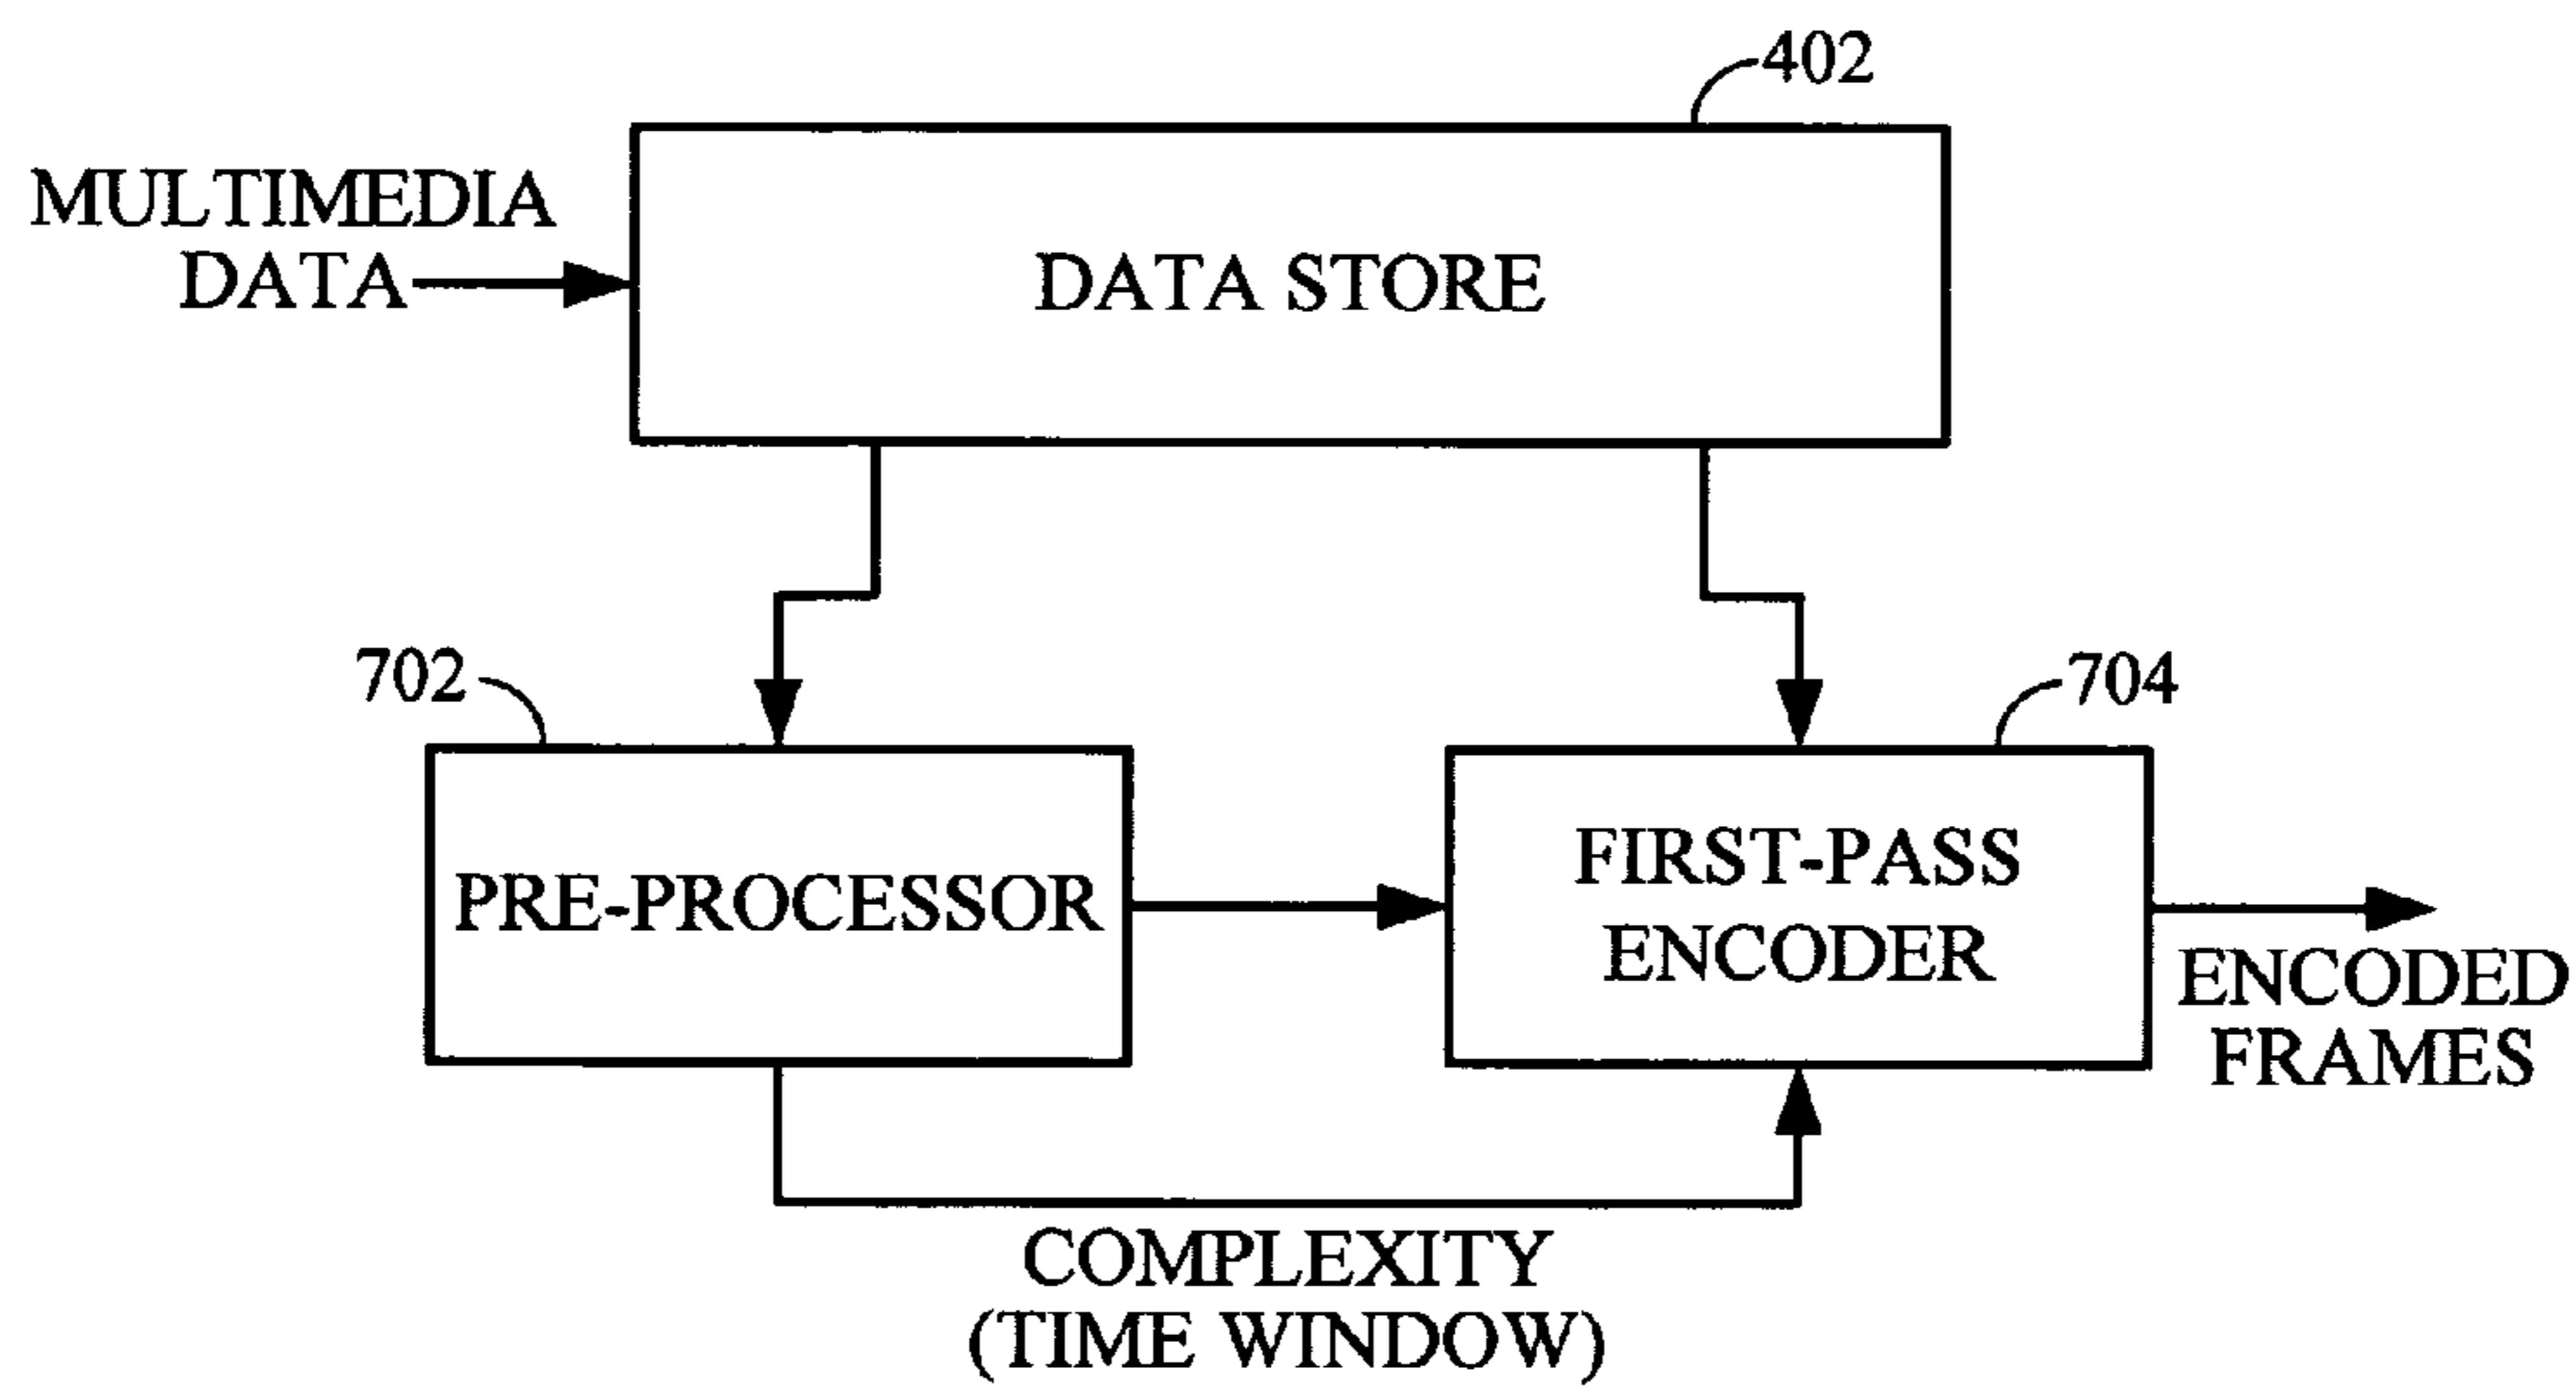 402
MULTIMEDIA
DATA
DATA STORE
702
704
PRE-PROCESSOR
FIRST-PASS
ENCODER
ENCODED
FRAMES
COMPLEXITY
(TIME WINDOW)